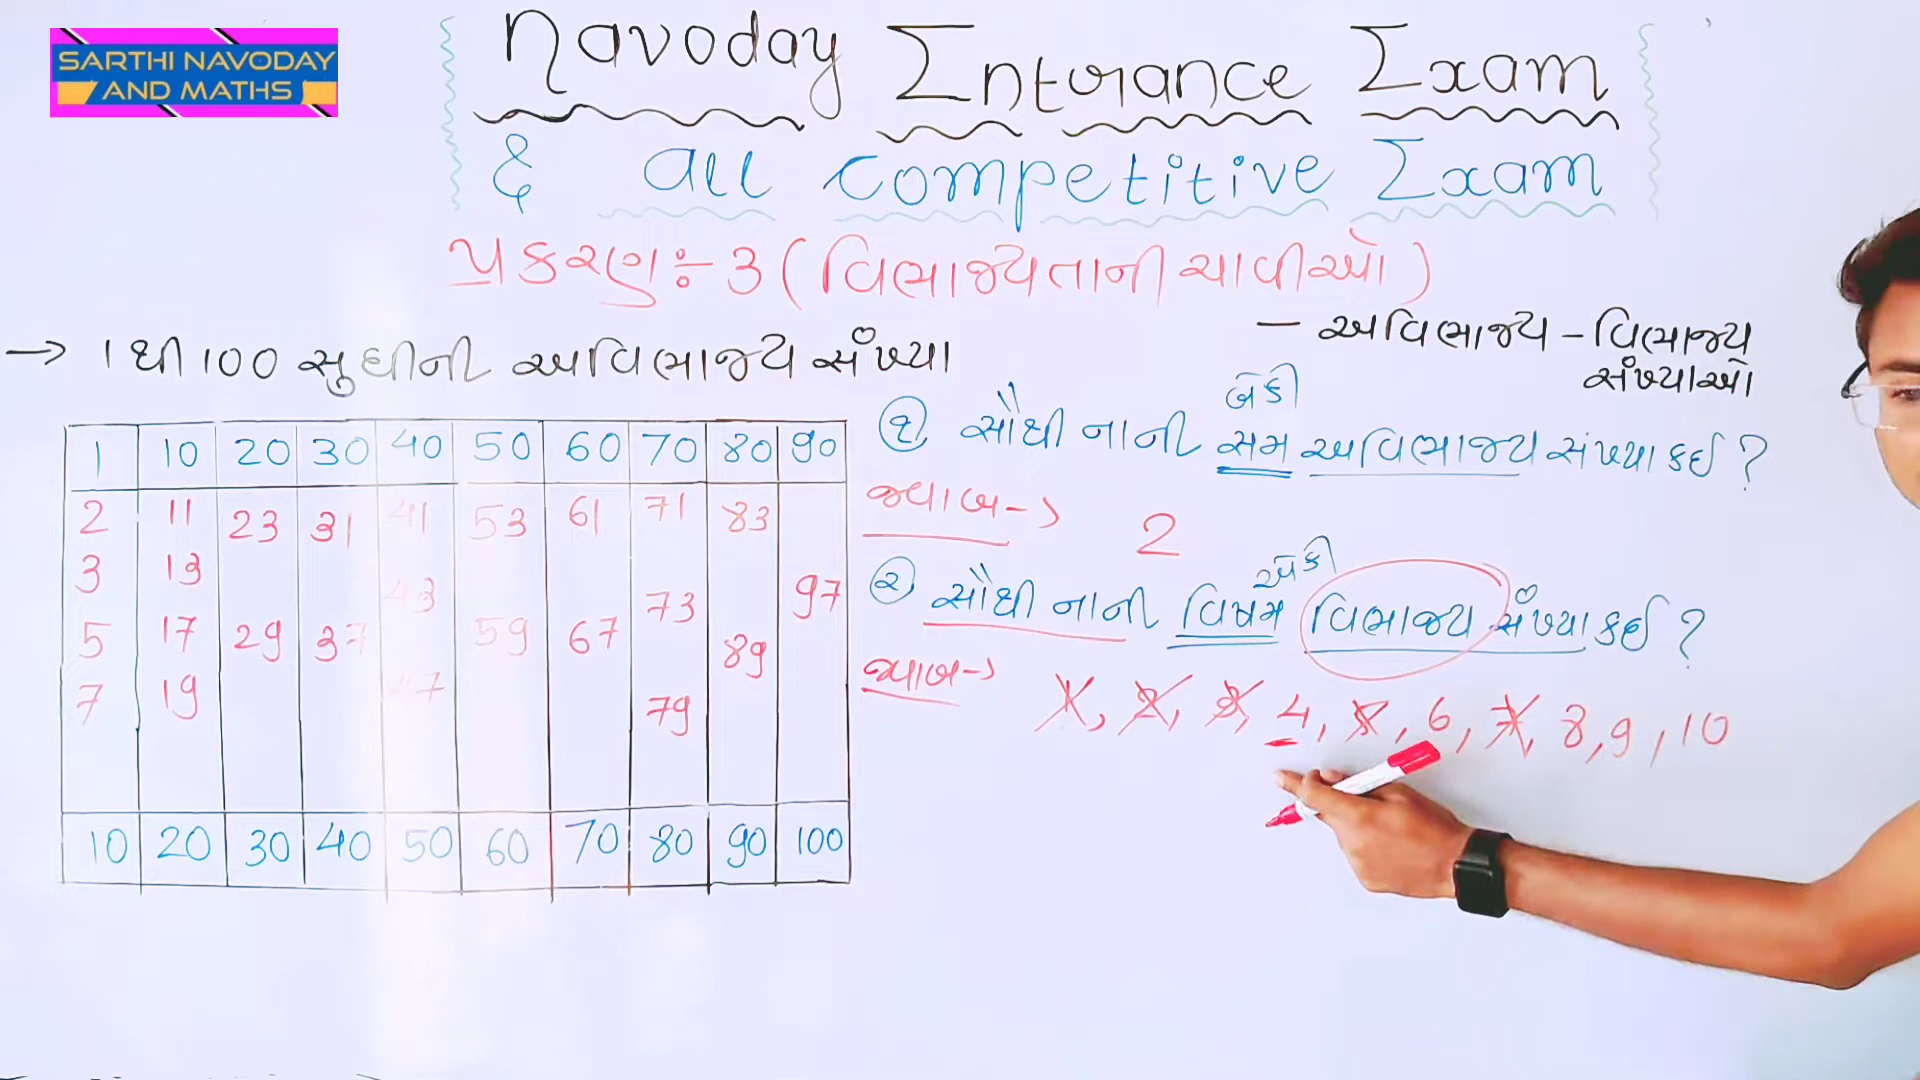 SARTHI NAVODAY
AND MATHS
Navoday Entrance Exam
& All Competitive Exam
પ્રકરણ ÷ 3 (વિભાજ્યતાની ચાવીઓ)
- અવિભાજ્ય - વિભાજ્ય
સંખ્યાઓ
→ 1 થી 100 સુધીની અવિભાજ્ય સંખ્યા
1 10 20 30 40 50 60 70 80 90
2 11 23 31 41 53 61 71 83
3 13 43 73 97
5 17 29 37 59 67 89
7 19 47 79
10 20 30 40 50 60 70 80 90 100
બેકી
૧ સૌથી નાની સમ અવિભાજ્ય સંખ્યા કઈ ?
જવાબ → 2
એકી
૨ સૌથી નાની વિષમ વિભાજ્ય સંખ્યા કઈ ?
જવાબ →
1, 2, 3, 4, 5, 6, 7, 8, 9, 10